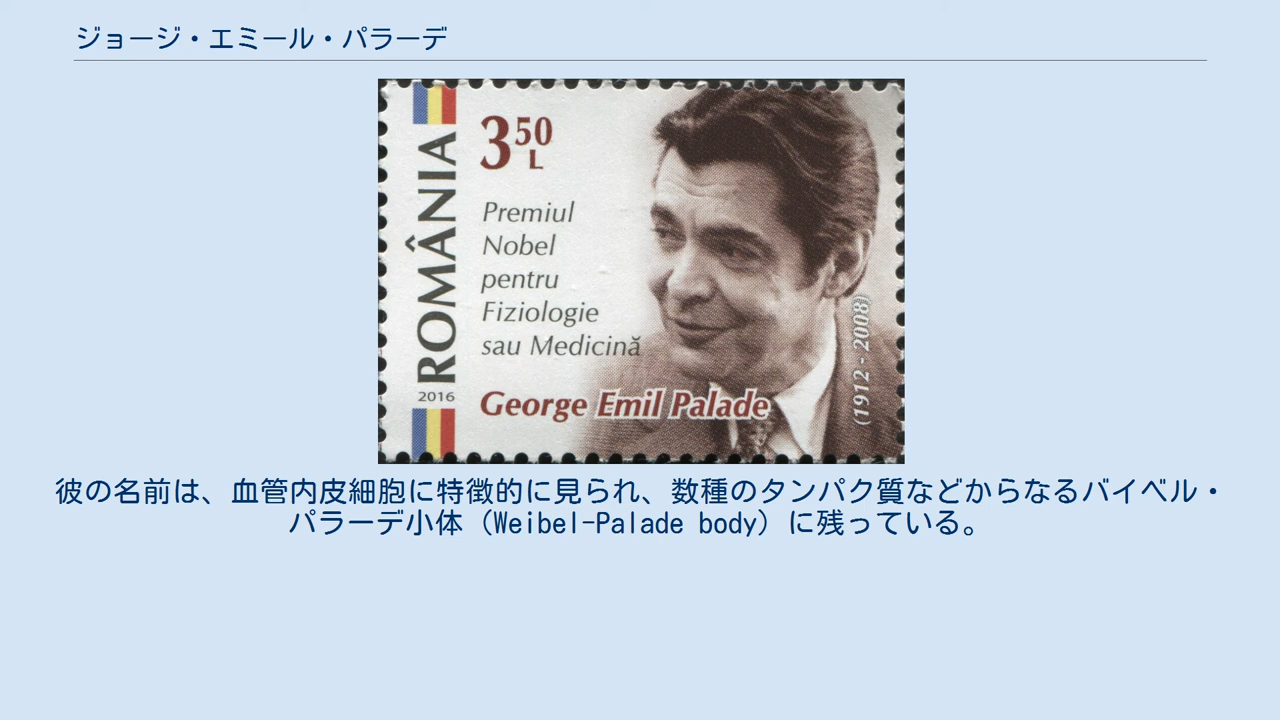 ジョージ・エミール・パラーデ
ROMÂNIA
2016
3 50 L
Premiul
Nobel
pentru
Fiziologie
sau Medicină
George Emil Palade
(1912 - 2008)
彼の名前は、血管内皮細胞に特徴的に見られ、数種のタンパク質などからなるバイベル・
パラーデ小体（Weibel-Palade body）に残っている。